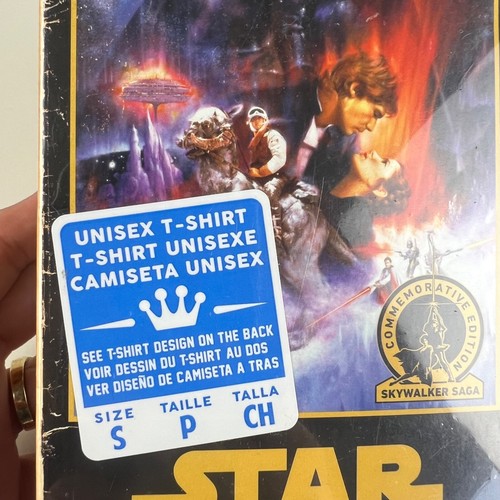 UNISEX T-SHIRT
T-SHIRT UNISEXE
CAMISETA UNISEX
SEE T-SHIRT DESIGN ON THE BACK
VOIR DESSIN DU T-SHIRT AU DOS
VER DISEÑO DE CAMISETA A TRAS
SIZE TAILLE TALLA
S P CH
COMMEMORATIVE EDITION
SKYWALKER SAGA
STAR